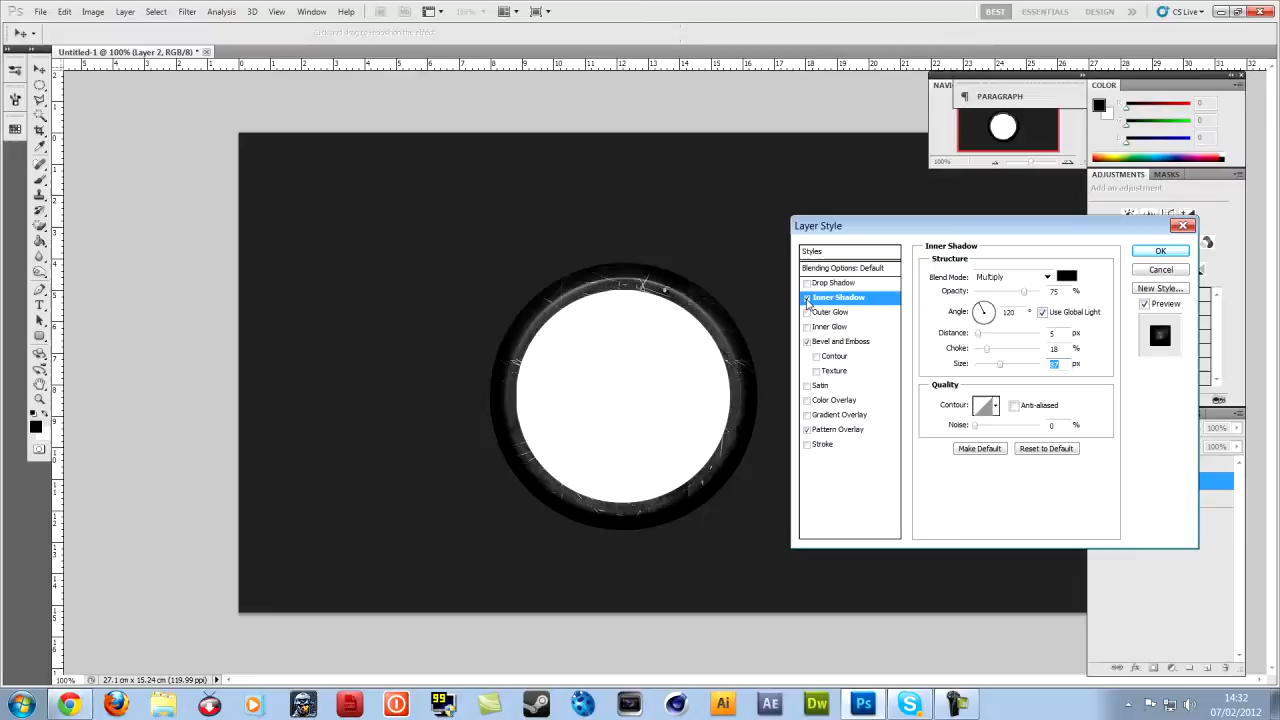 Ps File Edit Image Layer Select Filter Analysis 3D View Window Help
BEST ESSENTIALS DESIGN CS Live
Untitled-1 @ 100% (Layer 2, RGB/8) *
PARAGRAPH
COLOR
0
0
0
100%
ADJUSTMENTS MASKS
Add an adjustment
Layer Style
Styles
Blending Options: Default
Drop Shadow
Inner Shadow
Outer Glow
Inner Glow
Bevel and Emboss
Contour
Texture
Satin
Color Overlay
Gradient Overlay
Pattern Overlay
Stroke
Inner Shadow
Structure
Blend Mode: Multiply
Opacity: 75 %
Angle: 120 ° Use Global Light
Distance: 5 px
Choke: 18 %
Size: px
Quality
Contour: Anti-aliased
Noise: 0 %
Make Default Reset to Default
OK
Cancel
New Style...
Preview
100%
100%
100% 27.1 cm x 15.24 cm (119.99 ppi)
99
Ai Ae Dw Ps
14:32
07/02/2012